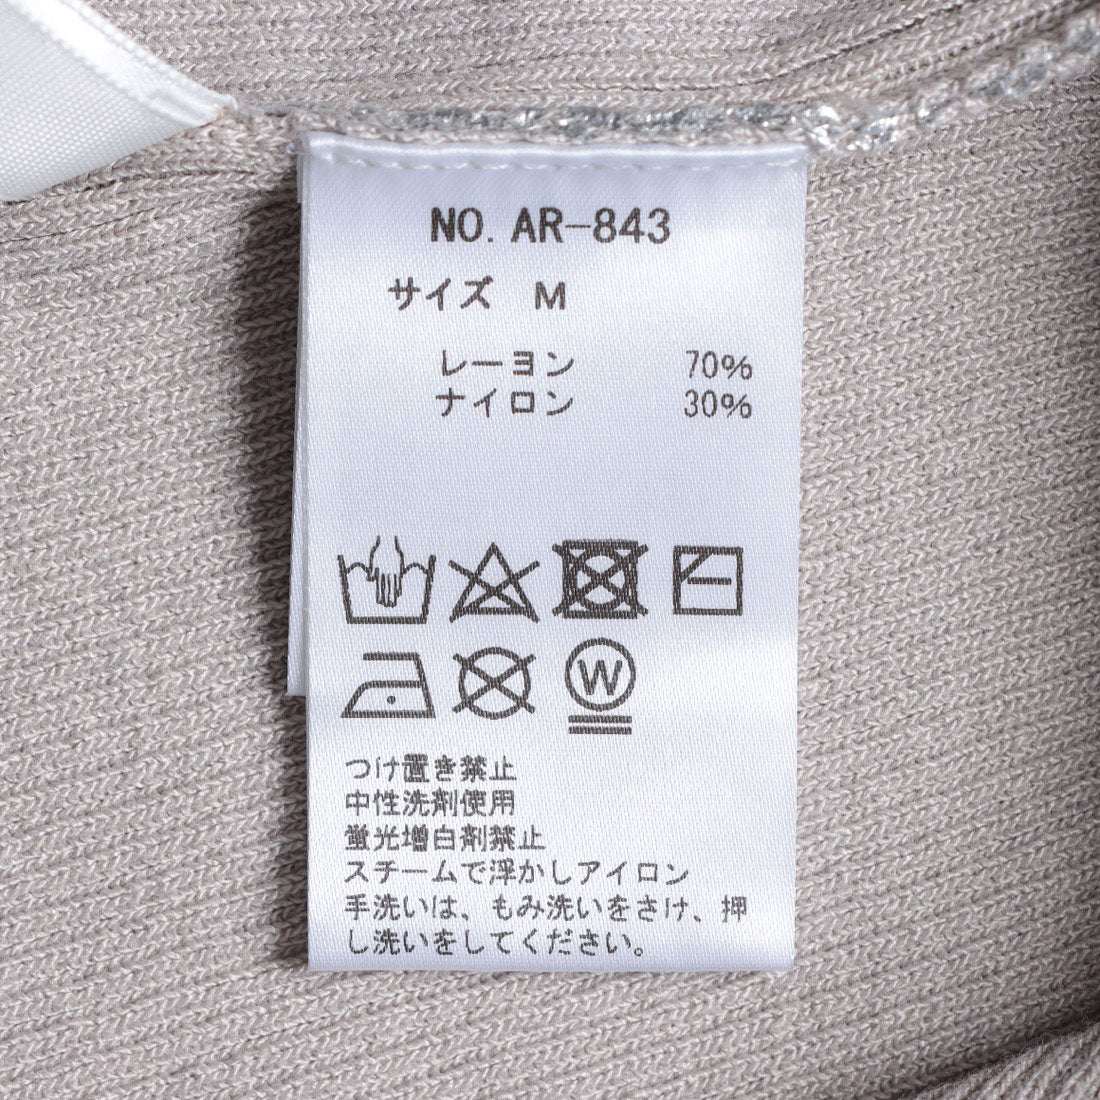 NO. AR-843
サイズ M
レーヨン 70%
ナイロン 30%
W
つけ置き禁止
中性洗剤使用
蛍光増白剤禁止
スチームで浮かしアイロン
手洗いは、もみ洗いをさけ、押
し洗いをしてください。